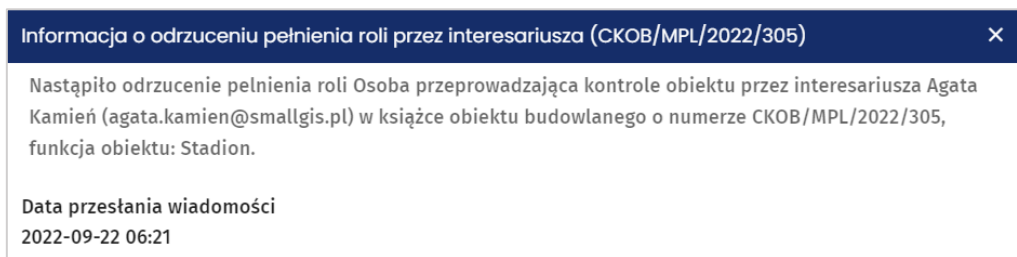 Informacja o odrzuceniu pełnienia roli przez interesariusza (CKOB/MPL/2022/305)
Nastąpiło odrzucenie pelnienia roli Osoba przeprowadzająca kontrole obiektu przez interesariusza Agata
Kamień (agata.kamien@smallgis.pl) w książce obiektu budowlanego o numerze CKOB/MPL/2022/305,
funkcja obiektu: Stadion.
Data przesłania wiadomości
2022-09-22 06:21